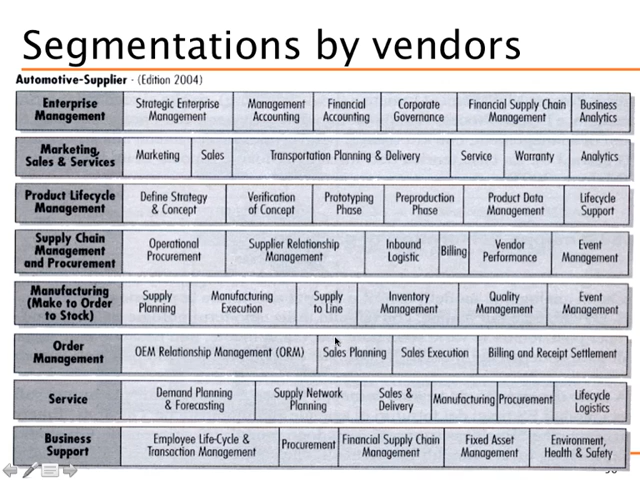 Segmentations by vendors
Automotive-Supplier - (Edition 2004)
Enterprise
Management
Strategic Enterprise
Management
Management
Accounting
Financial
Accounting
Corporate
Governance
Financial Supply Chain
Management
Business
Analytics
Marketing,
Sales & Services
Marketing
Sales
Transportation Planning & Delivery
Service
Warranty
Analytics
Product Lifecycle
Management
Define Strategy
& Concept
Verification
of Concept
Prototyping
Phase
Preproduction
Phase
Product Data
Management
Lifecycle
Support
Supply Chain
Management
and Procurement
Operational
Procurement
Supplier Relationship
Management
Inbound
Logistic
Billing
Vendor
Performance
Event
Management
Manufacturing
(Make to Order
to Stock)
Supply
Planning
Manufacturing
Execution
Supply
to Line
Inventory
Management
Quality
Management
Event
Management
Order
Management
OEM Relationship Management (ORM)
Sales Planning
Sales Execution
Billing and Receipt Settlement
Service
Demand Planning
& Forecasting
Supply Network
Planning
Sales &
Delivery
Manufacturing
Procurement
Lifecycle
Logistics
Business
Support
Employee Life-Cycle &
Transaction Management
Procurement
Financial Supply Chain
Management
Fixed Asset
Management
Environment,
Health & Safety